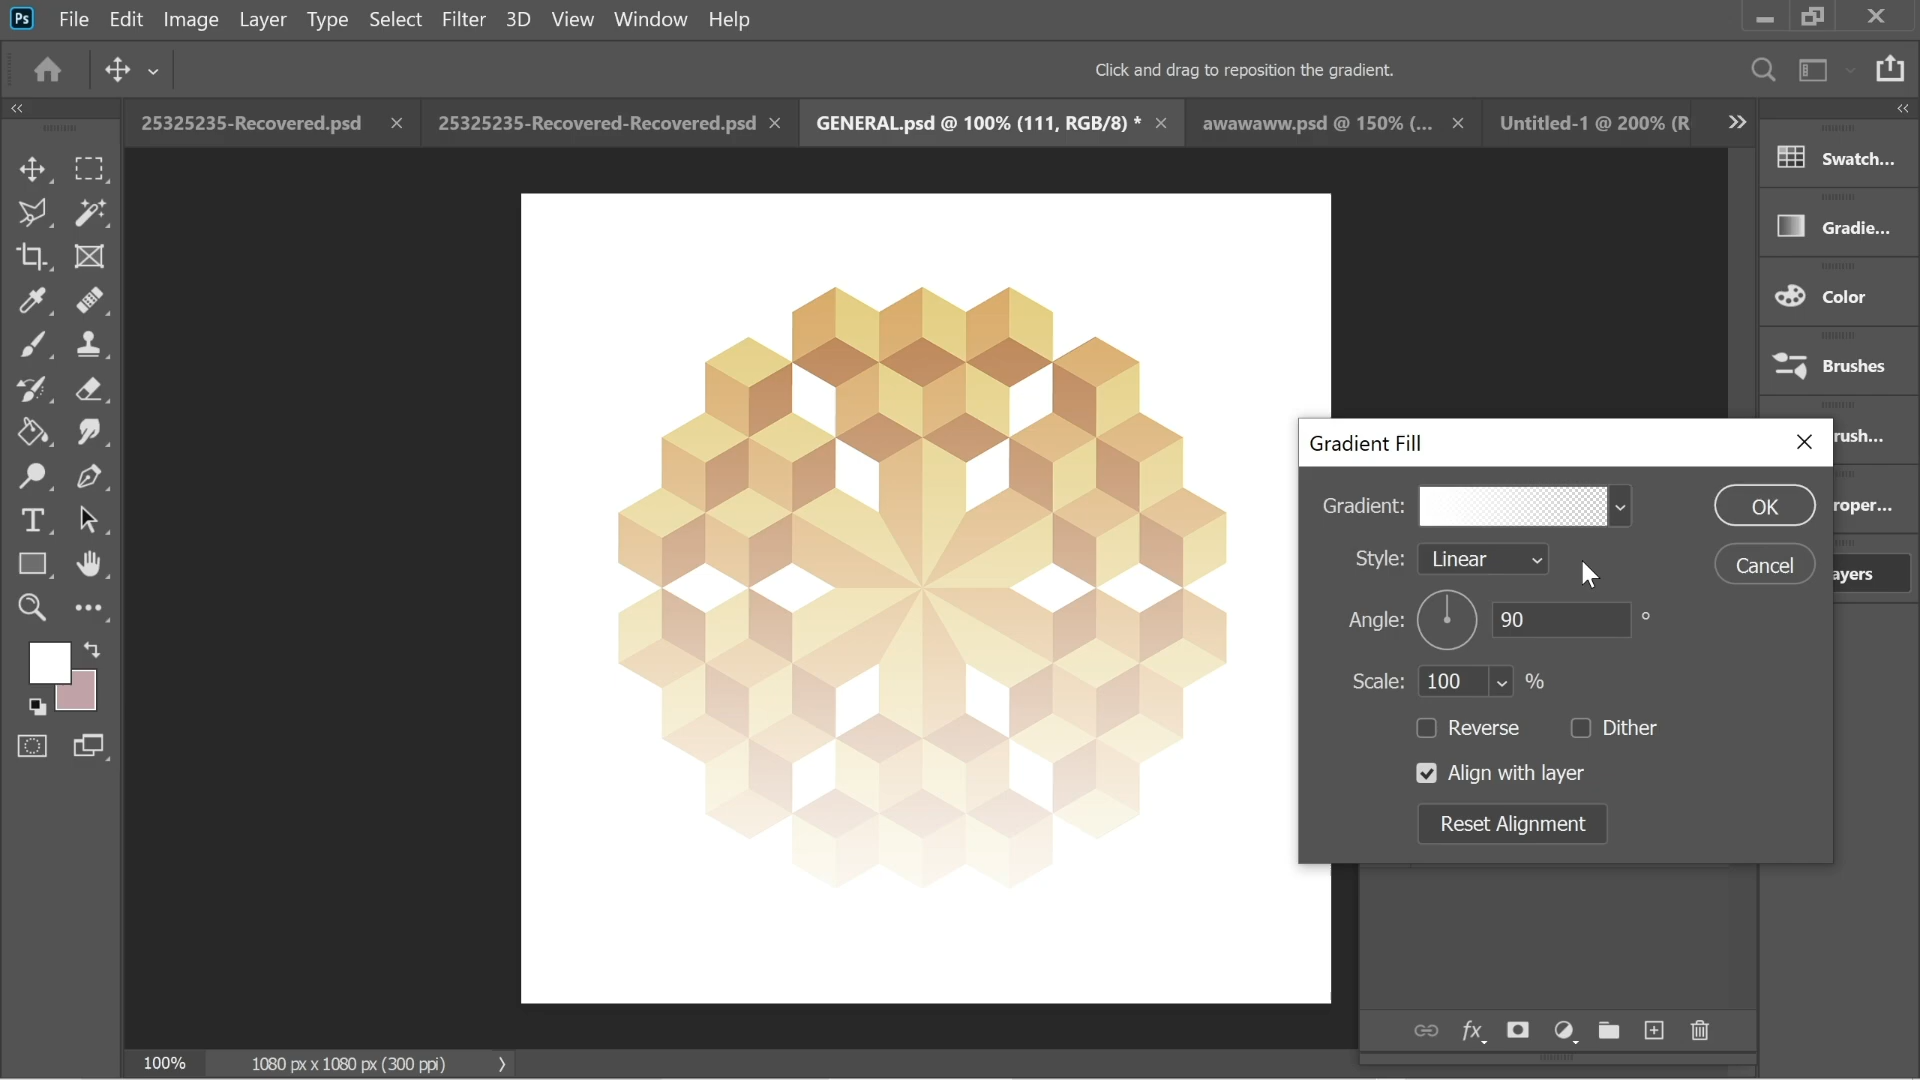 Ps File Edit Image Layer Type Select Filter 3D View Window Help
Click and drag to reposition the gradient.
25325235-Recovered.psd 25325235-Recovered-Recovered.psd GENERAL.psd @ 100% (111, RGB/8) * awawaww.psd @ 150% (... Untitled-1 @ 200% (R
Swatch...
Gradie...
Color
Brushes
rush...
roper...
ayers
Gradient Fill
Gradient: OK
Style: Linear Cancel
Angle: 90 °
Scale: 100 %
Reverse Dither
Align with layer
Reset Alignment
T
fx
100% 1080 px x 1080 px (300 ppi)